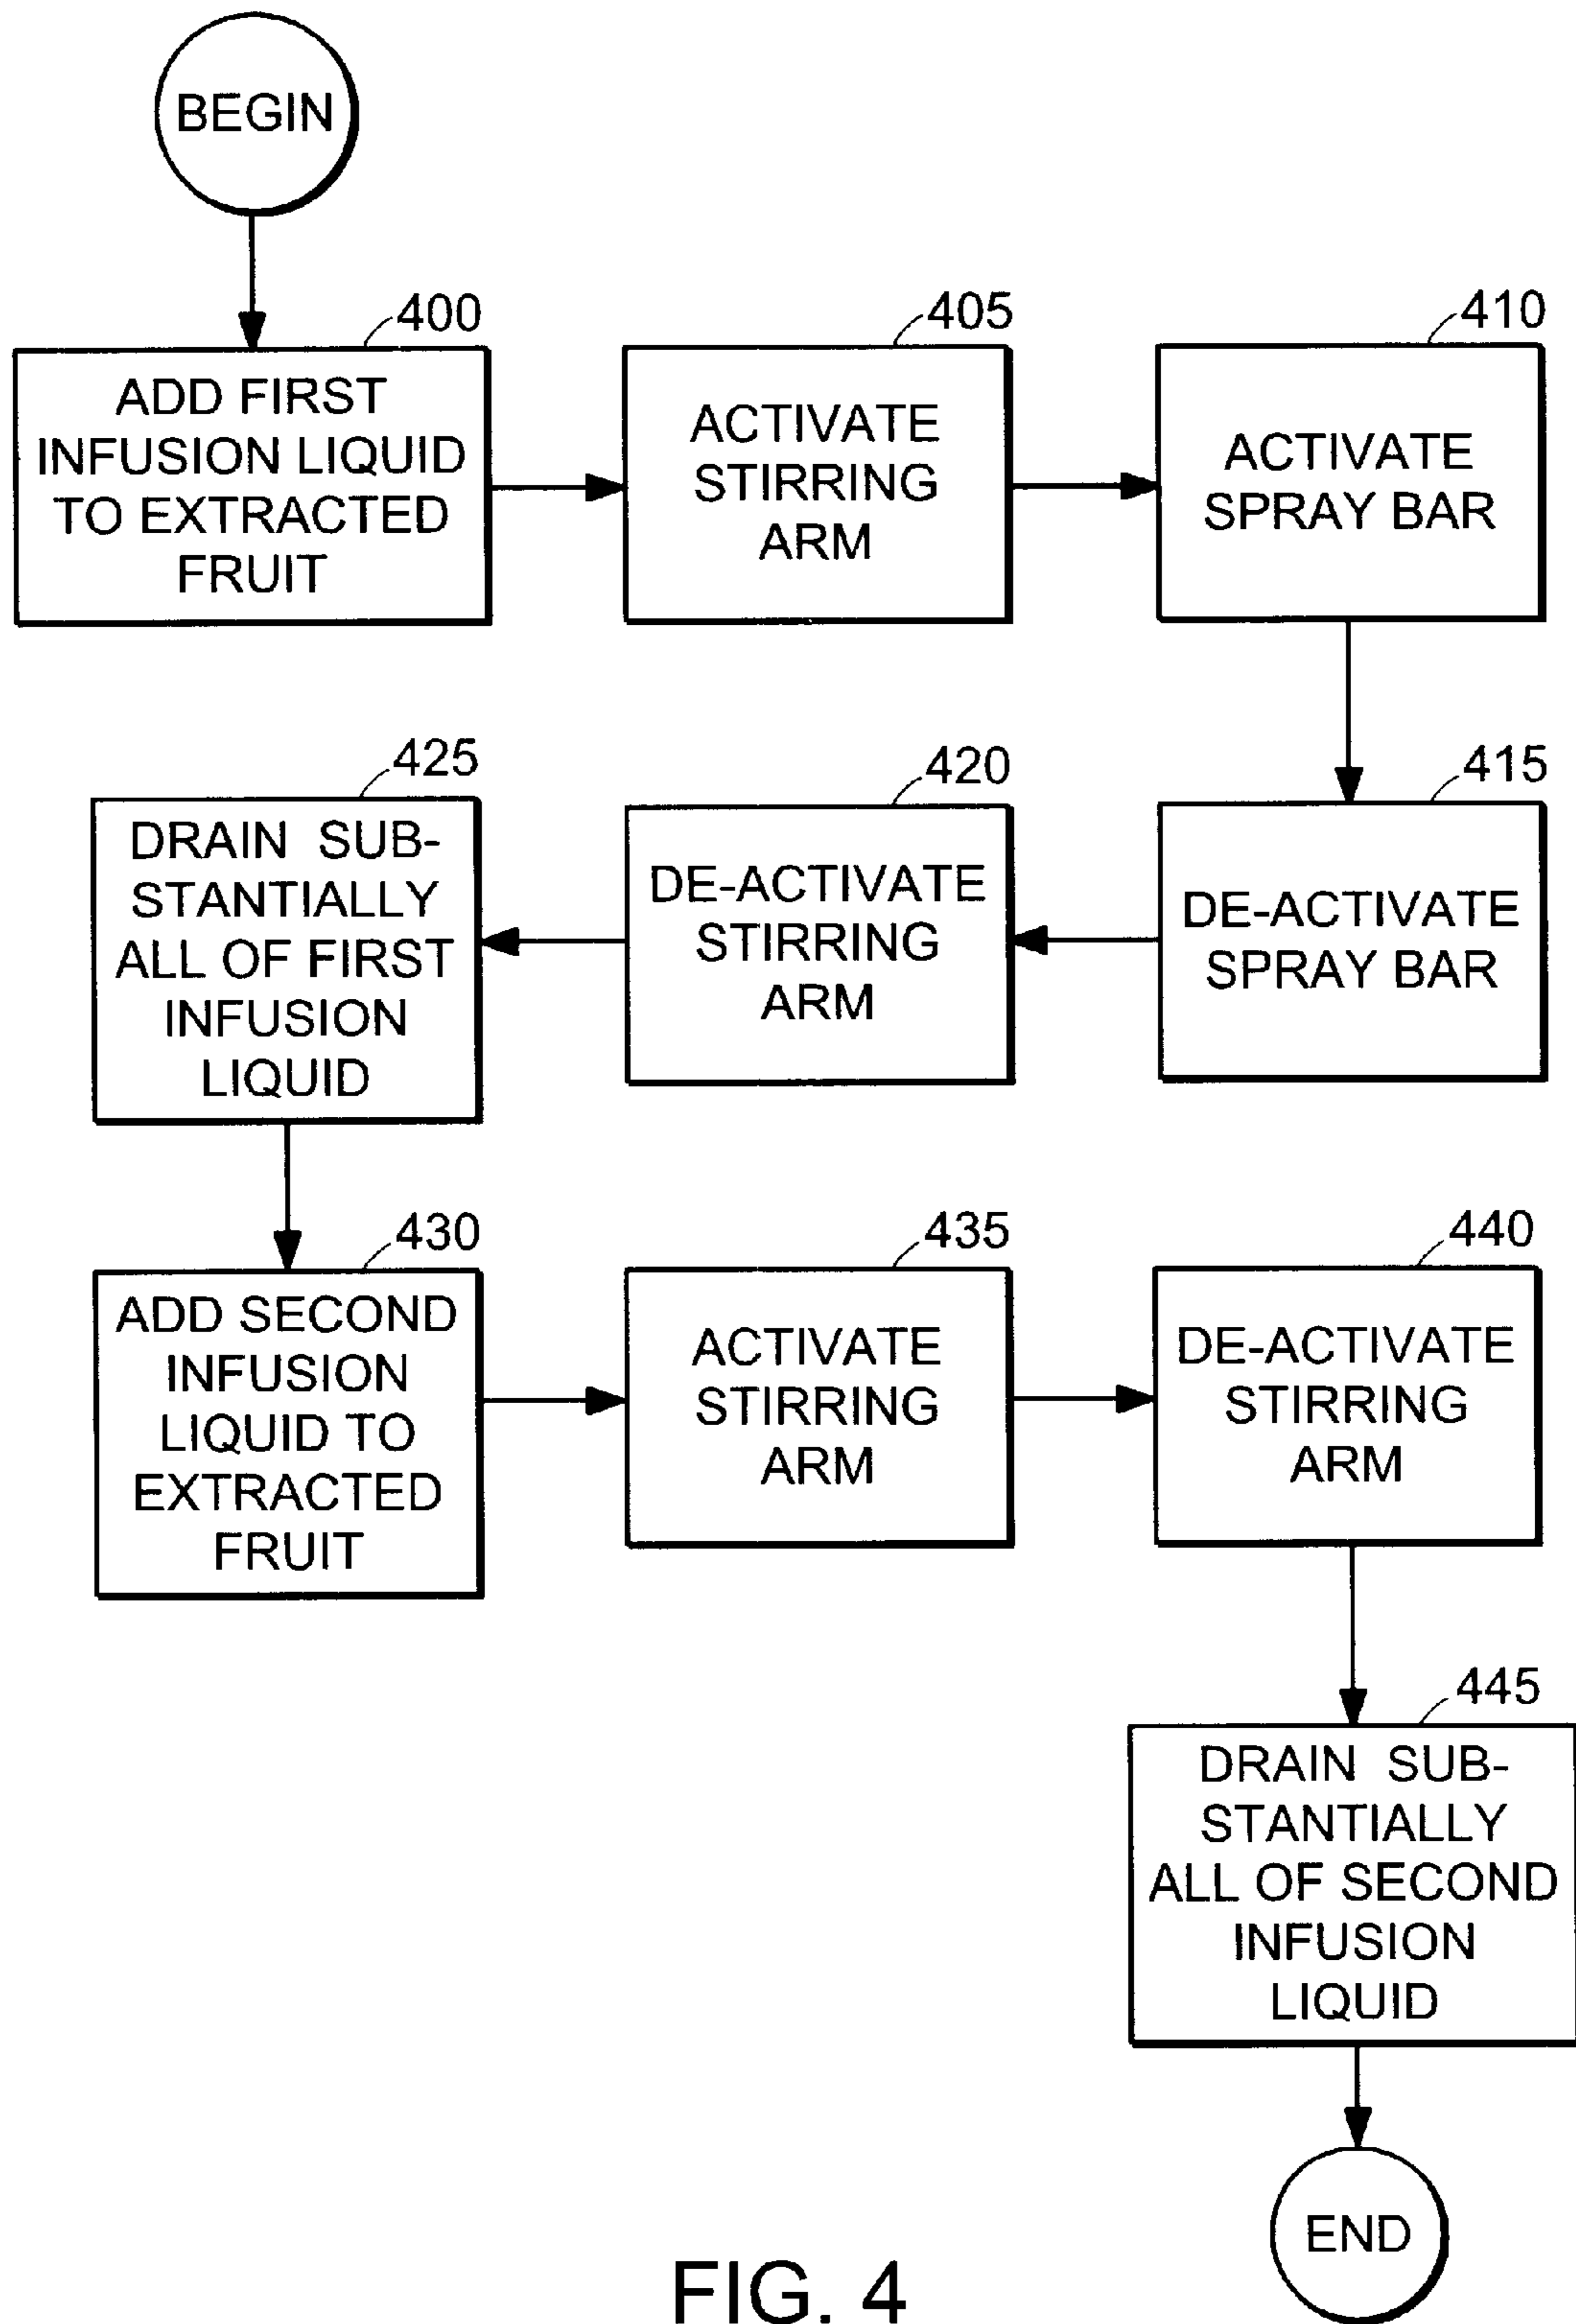 BEGIN
400
ADD FIRST
INFUSION LIQUID
TO EXTRACTED
FRUIT
405
ACTIVATE
STIRRING
ARM
410
ACTIVATE
SPRAY BAR
415
DE-ACTIVATE
SPRAY BAR
420
DE-ACTIVATE
STIRRING
ARM
425
DRAIN SUB-
STANTIALLY
ALL OF FIRST
INFUSION
LIQUID
430
ADD SECOND
INFUSION
LIQUID TO
EXTRACTED
FRUIT
435
ACTIVATE
STIRRING
ARM
440
DE-ACTIVATE
STIRRING
ARM
445
DRAIN SUB-
STANTIALLY
ALL OF SECOND
INFUSION
LIQUID
END
FIG. 4